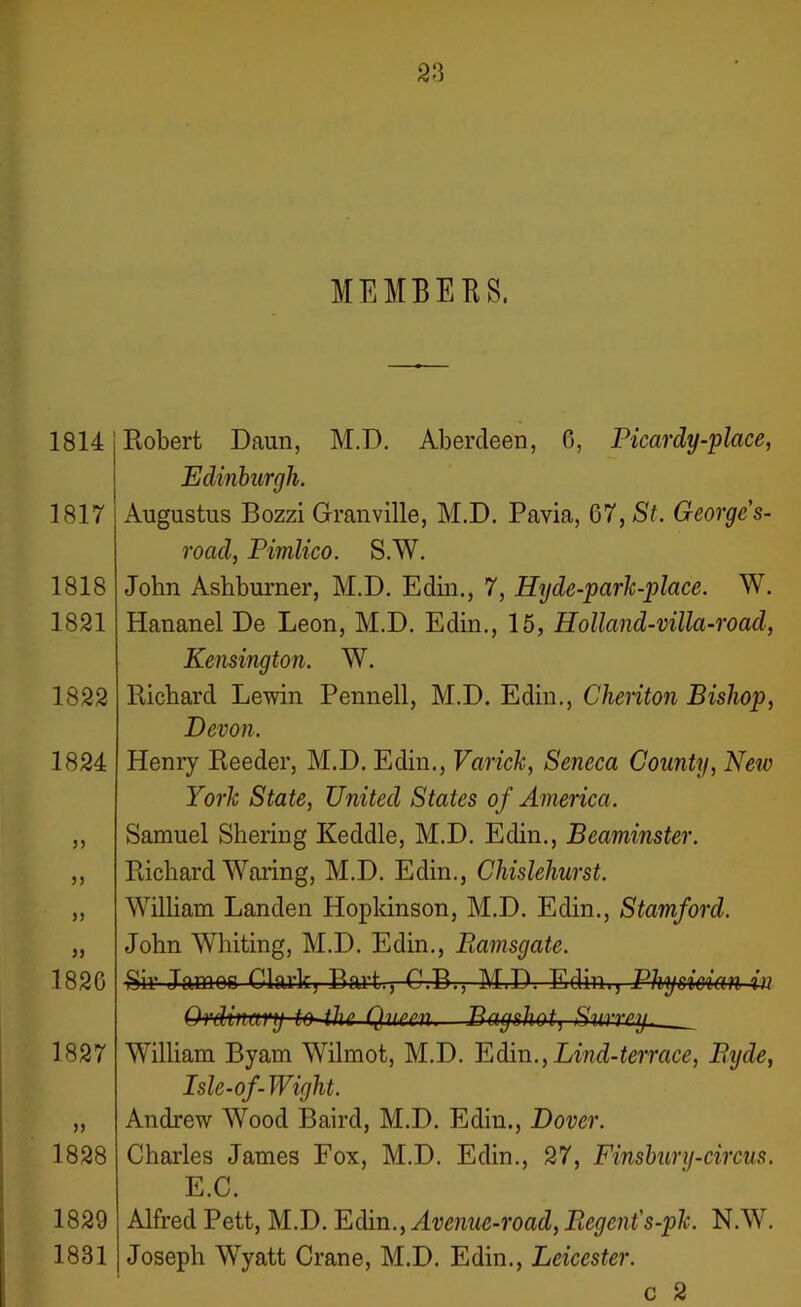 23
MEMBERS.
1814 Robert Daun, M.D. Aberdeen, 6, Picardy-place,
Edinburgh.
1817 Augustus Bozzi Granville, M.D. Pavia, 67, St. George's-
road, Pimlico. S.W.
1818 John Ashburner, M.D. Edin., 7, Hyde-park-place. W.
1821 Hananel De Leon, M.D. Edin., 15, Holland-villa-road,
Kensington. W.
1822 Richard Lewin Pennell, M.D. Edin., Cheriton Bishop,
Devon.
1824 Henry Reeder, M.D. Edin., Varick, Seneca County, New
York State, United States of America.
„ Samuel Shering Keddle, M.D. Edin., Beaminster.
„ Richard Waring, M.D. Edin., Chislehurst.
„ William Landen Hopkinson, M.D. Edin., Stamford.
„ John Whiting, M.D. Edin., Ramsgate.
1826 Sir James Clark, Bart., C.B., M.D. Edin., Physician in
Ordinary to the Queen. Bagshot, Surrey.
1827 William Byam Wilmot, M.D. Edin., Lind-terrace, Ryde,
Isle-of-Wight.
„ Andrew Wood Baird, M.D. Edin., Dover.
1828 Charles James Fox, M.D. Edin., 27, Finsbury-circus.
E.C.
1829 Alfred Pett, M.D. Edin., Avenue-road, Regent's-pk. N.W.
1831 Joseph Wyatt Crane, M.D. Edin., Leicester.
C 2